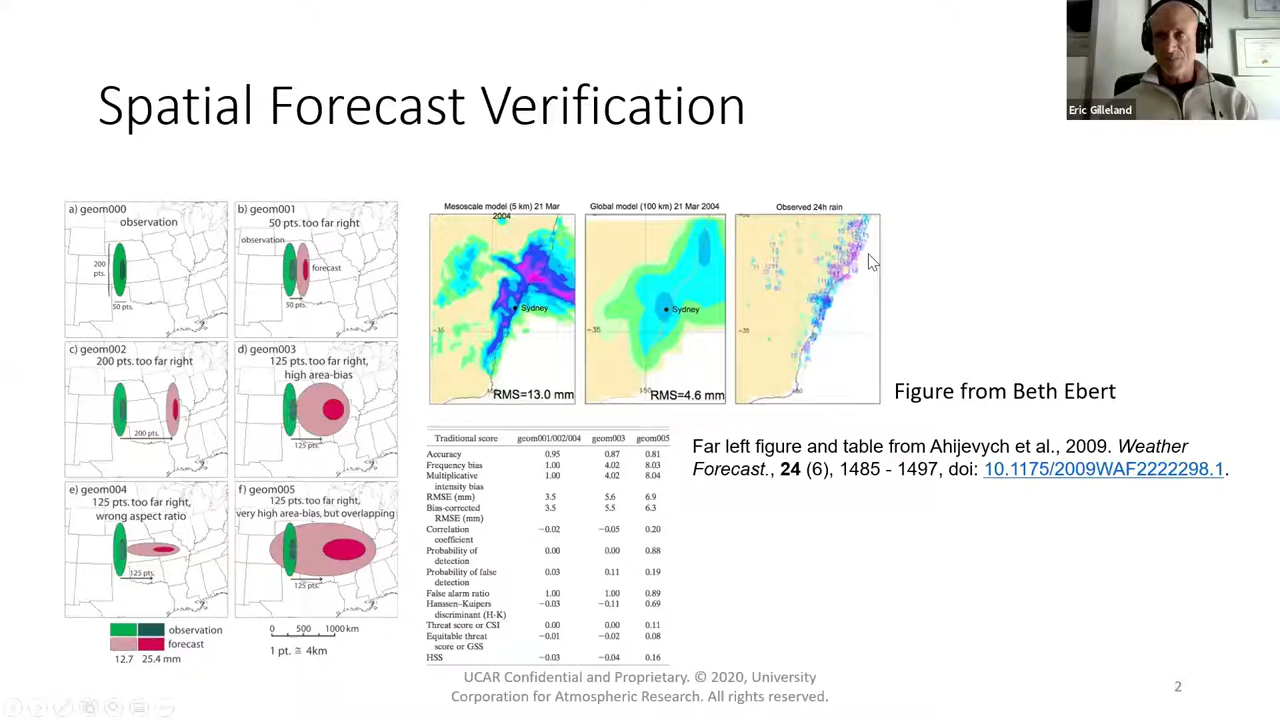 Eric Gilleland
Spatial Forecast Verification
a) geom000
observation
200
pts.
50 pts.
b) geom001
50 pts. too far right
observation
forecast
50 pts.
c) geom002
200 pts. too far right
200 pts.
d) geom003
125 pts. too far right,
high area-bias
125 pts.
e) geom004
125 pts. too far right,
wrong aspect ratio
125 pts.
f) geom005
125 pts. too far right,
very high area-bias, but overlapping
125 pts.
observation
forecast
12.7 25.4 mm
0 500 1000 km
1 pt. ≅ 4km
Mesoscale model (5 km) 21 Mar
2004
Sydney
-35
RMS=13.0 mm
Global model (100 km) 21 Mar 2004
Sydney
-35
150
RMS=4.6 mm
Observed 24h rain
-35
Figure from Beth Ebert
Traditional score geom001/002/004 geom003 geom005
Accuracy 0.95 0.87 0.81
Frequency bias 1.00 4.02 8.03
Multiplicative 1.00 4.02 8.04
intensity bias
RMSE (mm) 3.5 5.6 6.9
Bias-corrected 3.5 5.5 6.3
RMSE (mm)
Correlation −0.02 −0.05 0.20
coefficient
Probability of 0.00 0.00 0.88
detection
Probability of false 0.03 0.11 0.19
detection
False alarm ratio 1.00 1.00 0.89
Hanssen–Kuipers −0.03 −0.11 0.69
discriminant (H-K)
Threat score or CSI 0.00 0.00 0.11
Equitable threat −0.01 −0.02 0.08
score or GSS
HSS −0.03 −0.04 0.16
Far left figure and table from Ahijevych et al., 2009. Weather
Forecast., 24 (6), 1485 - 1497, doi: 10.1175/2009WAF2222298.1.
UCAR Confidential and Proprietary. © 2020, University
Corporation for Atmospheric Research. All rights reserved.
2